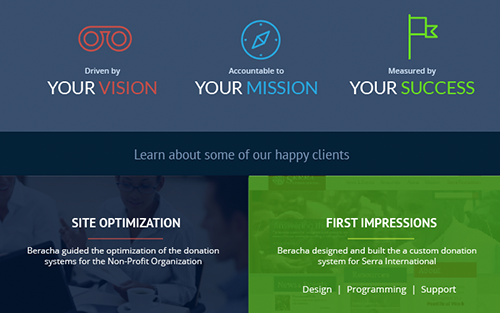 Driven by
YOUR VISION
Accountable to
YOUR MISSION
Measured by
YOUR SUCCESS
Learn about some of our happy clients
SITE OPTIMIZATION
Beracha guided the optimization of the donation
systems for the Non-Profit Organization
FIRST IMPRESSIONS
Beracha designed and built the a custom donation
system for Serra International
Design | Programming | Support